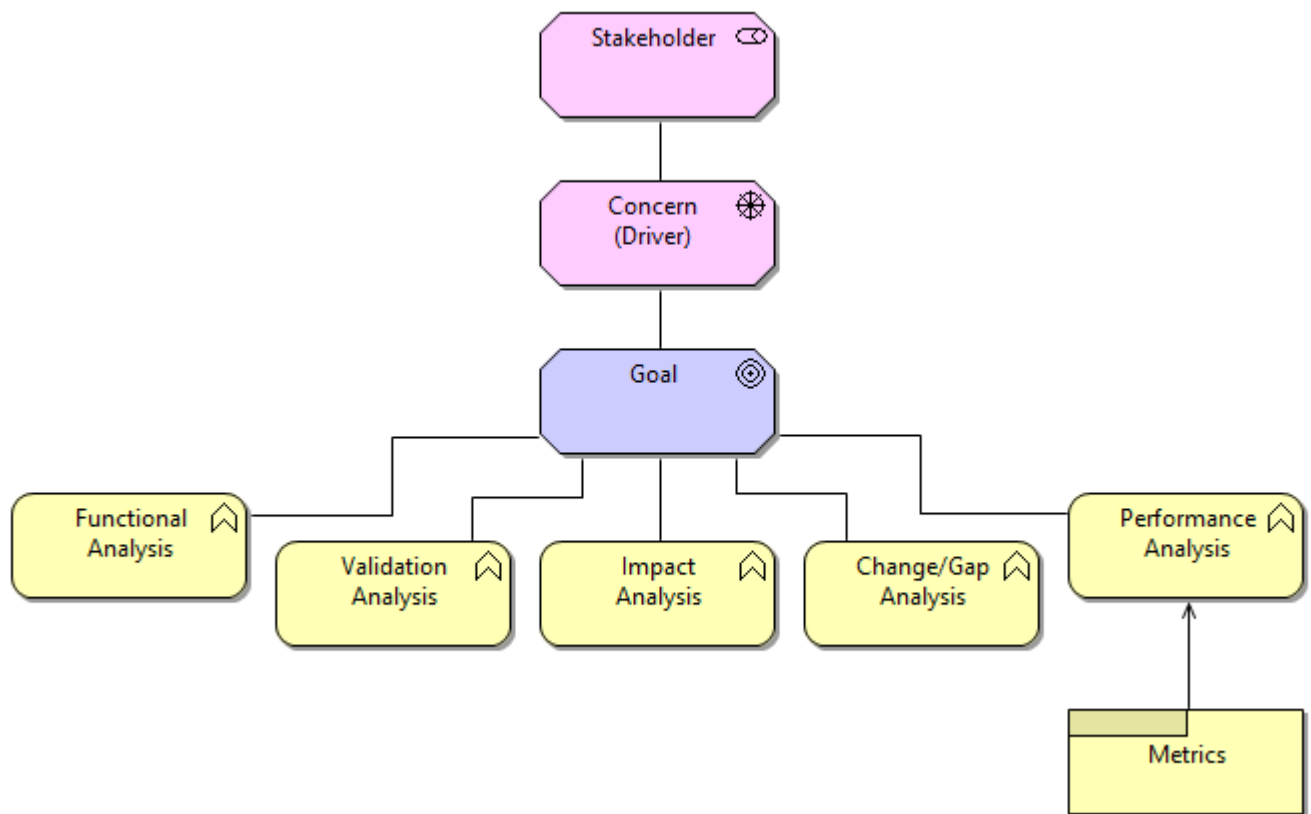 Stakeholder
Concern
(Driver)
Goal
Functional
Analysis
Validation
Analysis
Impact
Analysis
Change/Gap
Analysis
Performance
Analysis
Metrics